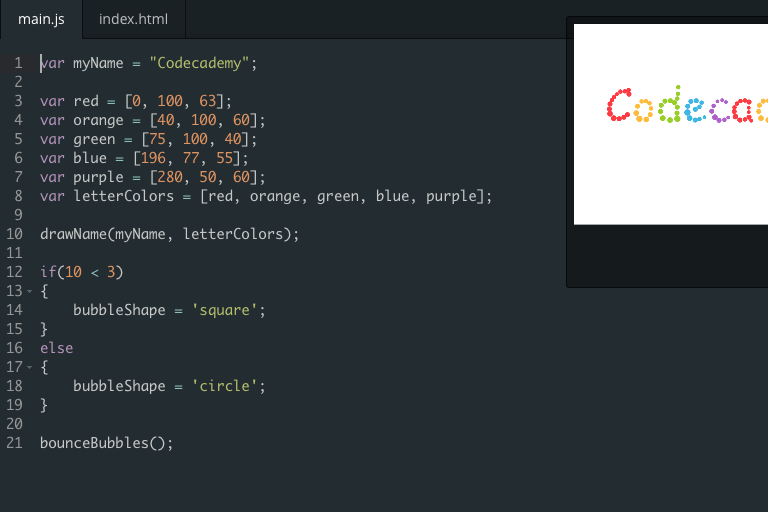 main.js index.html
1 var myName = "Codecademy";
2
3 var red = [0, 100, 63];
4 var orange = [40, 100, 60];
5 var green = [75, 100, 40];
6 var blue = [196, 77, 55];
7 var purple = [280, 50, 60];
8 var letterColors = [red, orange, green, blue, purple];
9
10 drawName(myName, letterColors);
11
12 if(10 < 3)
13 {
14 bubbleShape = 'square';
15 }
16 else
17 {
18 bubbleShape = 'circle';
19 }
20
21 bounceBubbles();
Codecad